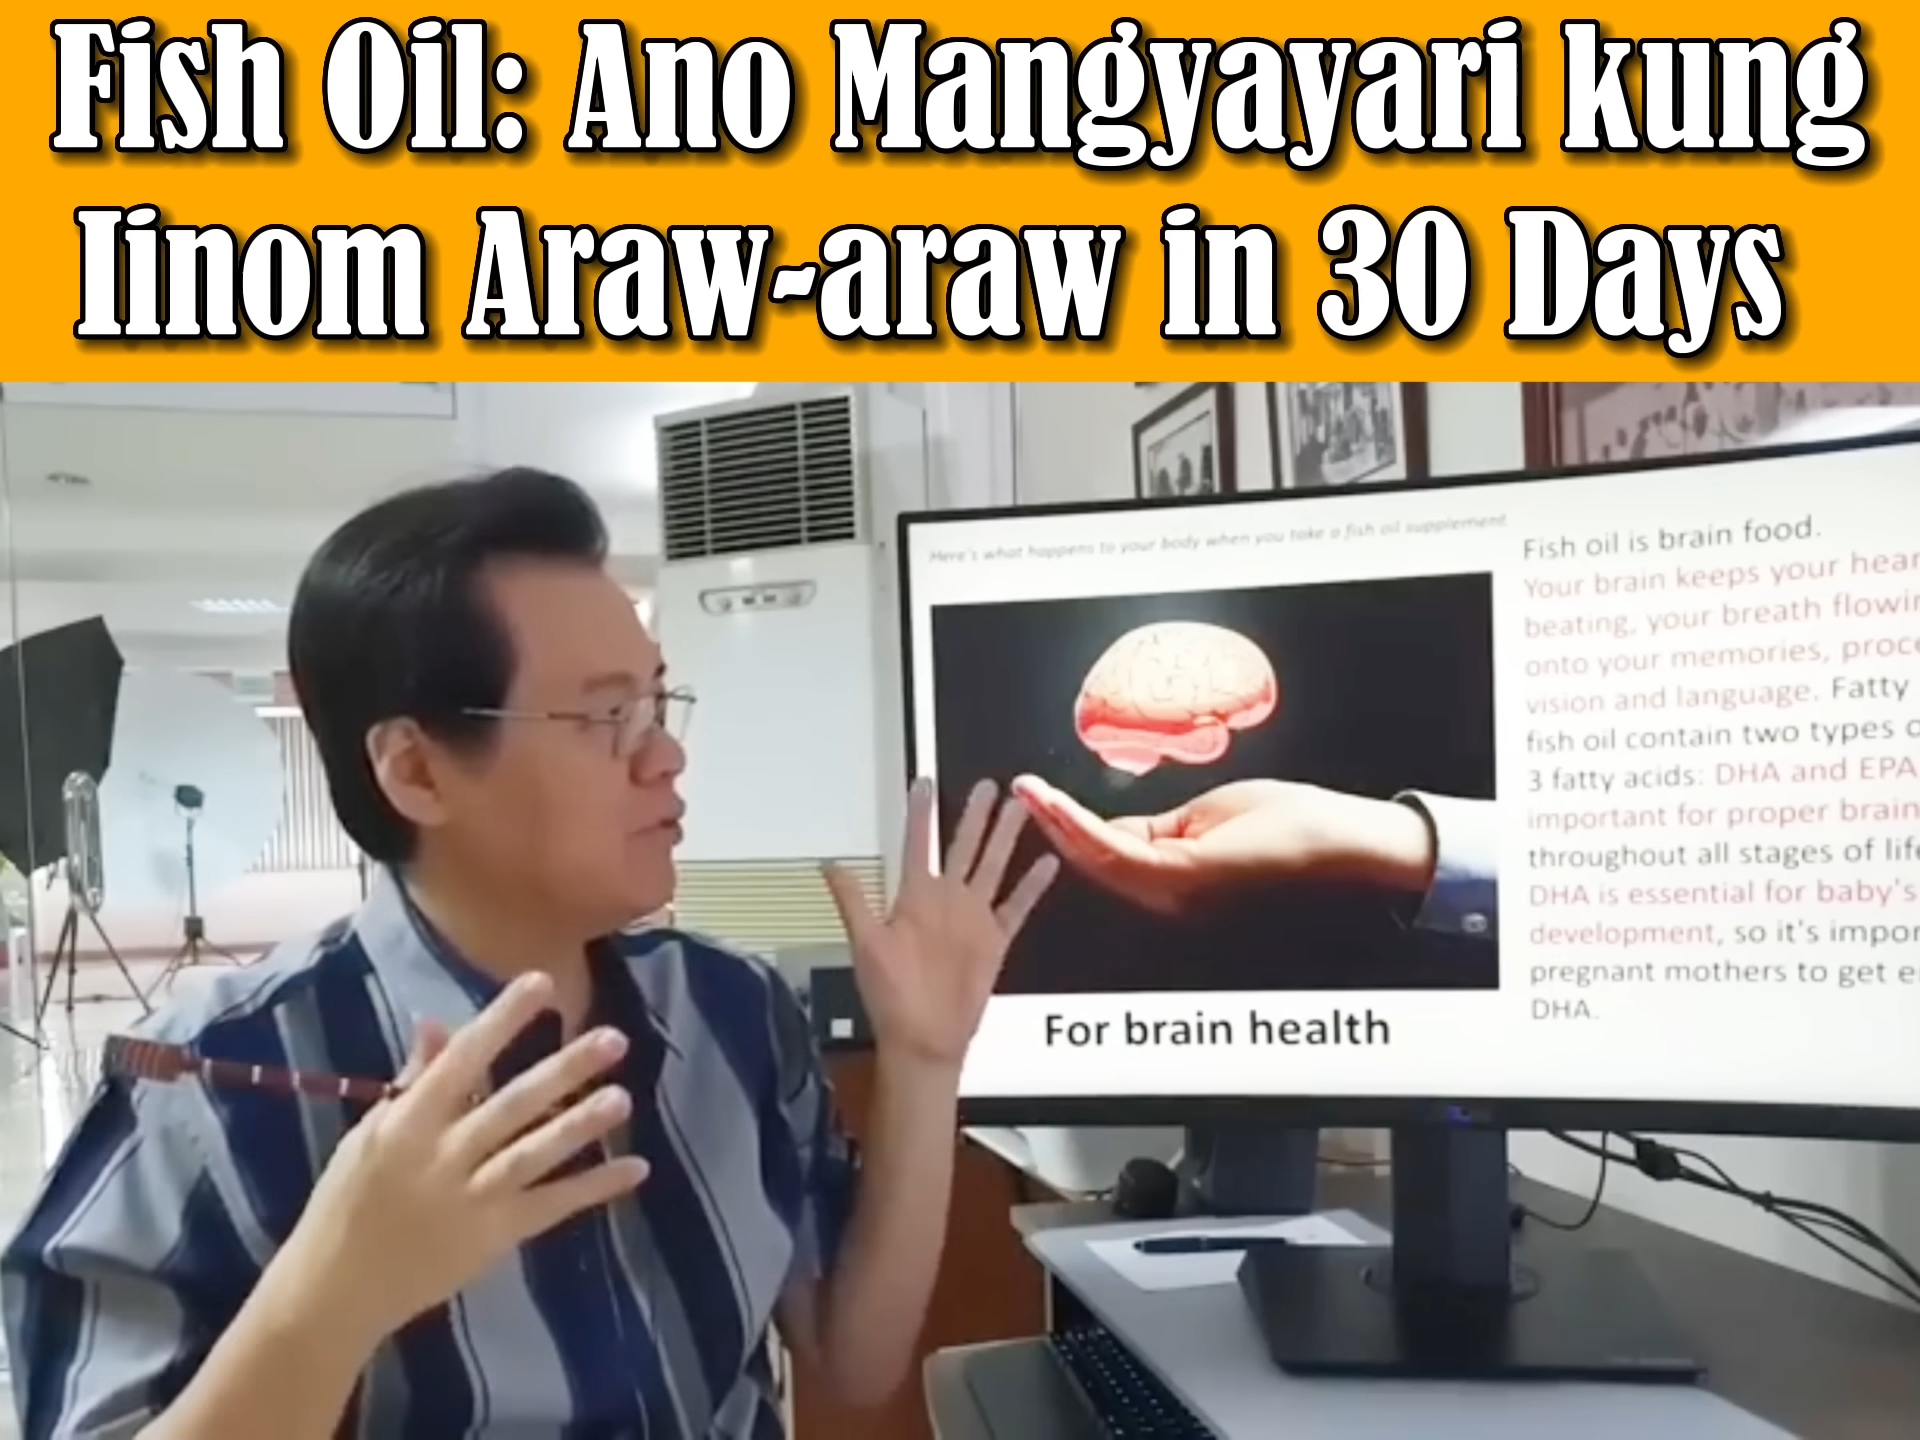 Fish Oil: Ano Mangyayari kung
Iinom Araw-araw in 30 Days
Here's what happens to your body when you take a fish oil supplement.
Fish oil is brain food.
Your brain keeps your hear
beating, your breath flowin
onto your memories, proce
vision and language. Fatty
fish oil contain two types o
3 fatty acids: DHA and EPA
important for proper brain
throughout all stages of life
DHA is essential for baby's
development, so it's impor
pregnant mothers to get e
DHA.
For brain health